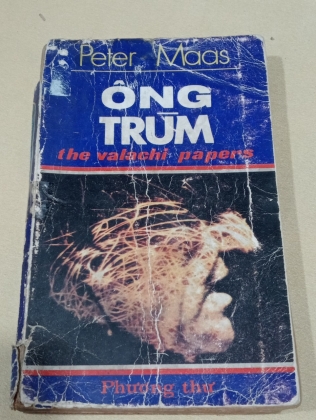 Peter Maas
ÔNG
TRÙM
the valachi papers
Phương thư